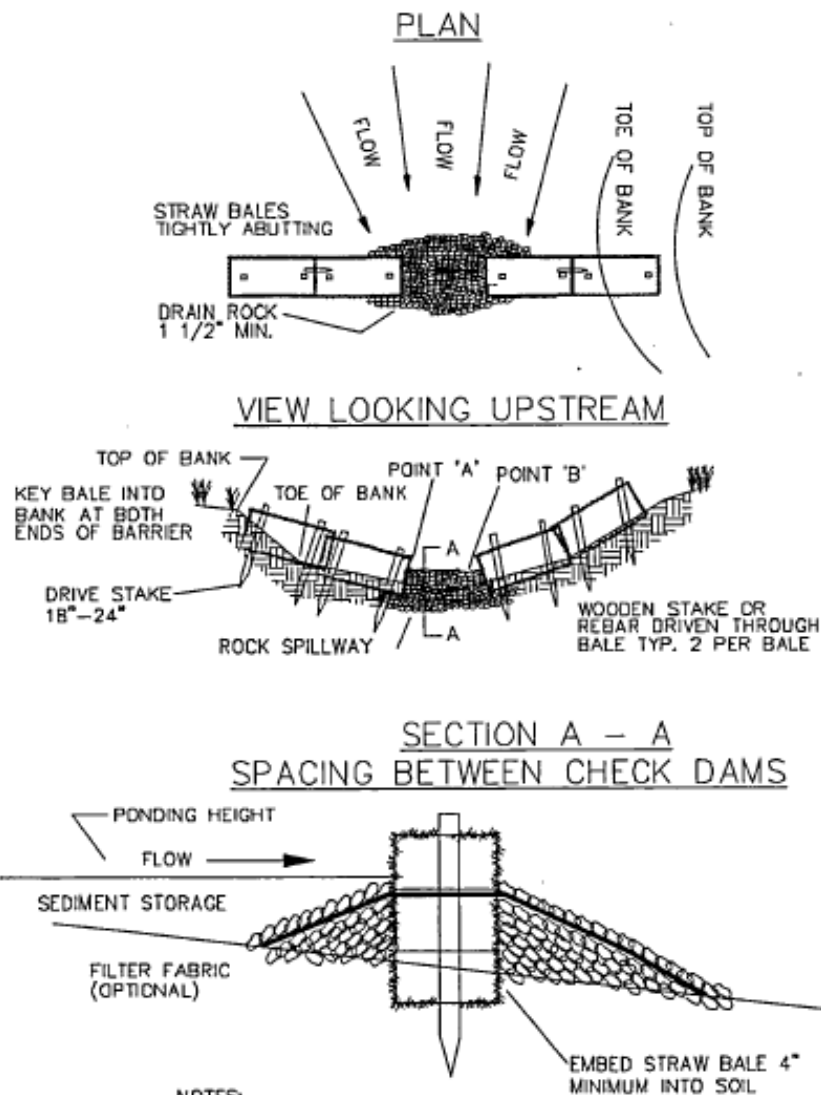 PLAN
FLOW
FLOW
FLOW
TOE OF BANK
TOP OF BANK
STRAW BALES
TIGHTLY ABUTTING
DRAIN ROCK
1 1/2" MIN.
VIEW LOOKING UPSTREAM
TOP OF BANK
POINT "A"
POINT 'B'
KEY BALE INTO
BANK AT BOTH
ENDS OF BARRIER
TOE OF BANK
A
DRIVE STAKE
18"-24"
WOODEN STAKE OR
REBAR DRIVEN THROUGH
BALE TYP. 2 PER BALE
ROCK SPILLWAY
A
SECTION A - A
SPACING BETWEEN CHECK DAMS
PONDING HEIGHT
FLOW
SEDIMENT STORAGE
FILTER FABRIC
(OPTIONAL)
EMBED STRAW BALE 4"
MINIMUM INTO SOIL
NOTES: